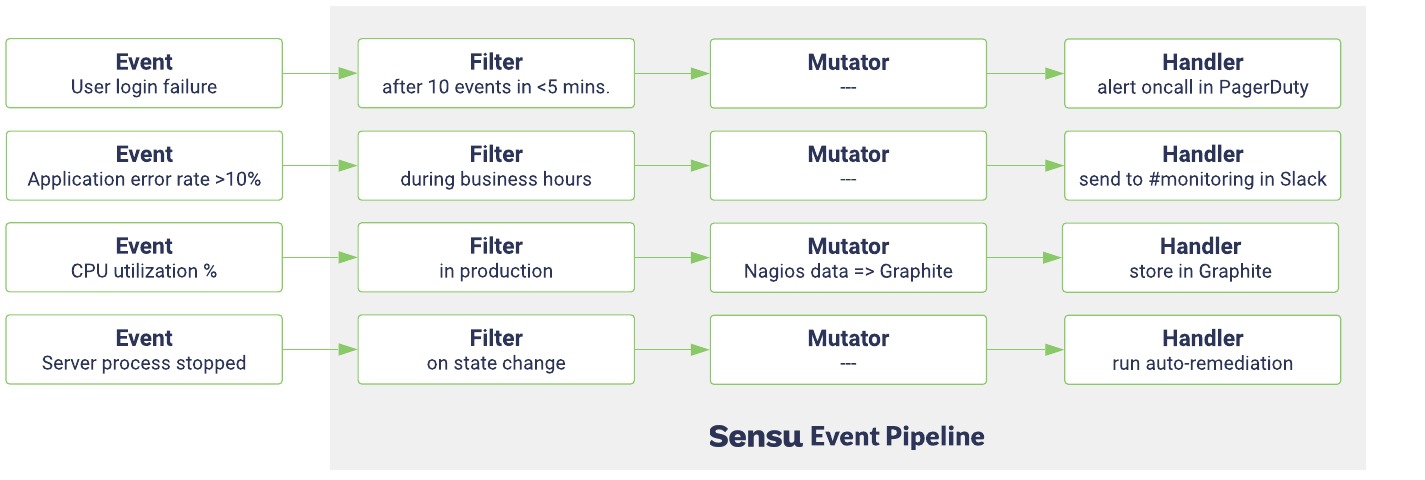 Event
User login failure
Filter
after 10 events in <5 mins.
Mutator
---
Handler
alert oncall in PagerDuty
Event
Application error rate >10%
Filter
during business hours
Mutator
---
Handler
send to #monitoring in Slack
Event
CPU utilization %
Filter
in production
Mutator
Nagios data => Graphite
Handler
store in Graphite
Event
Server process stopped
Filter
on state change
Mutator
---
Handler
run auto-remediation
Sensu Event Pipeline